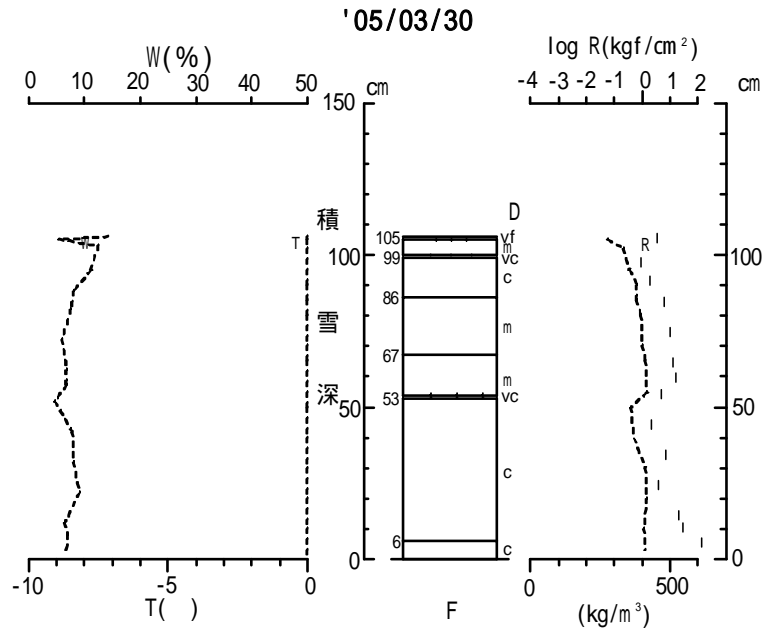 '05/03/30
W(%)
0 10 20 30 40 50
cm
150
100
50
0
積
雪
深
W
T
-10 -5 0
T( )
D
105
99
86
67
53
6
vf
m
vc
c
m
m
vc
c
c
F
log R(kgf/cm²)
-4 -3 -2 -1 0 1 2
cm
R
100
50
0
0 500
(kg/m³)